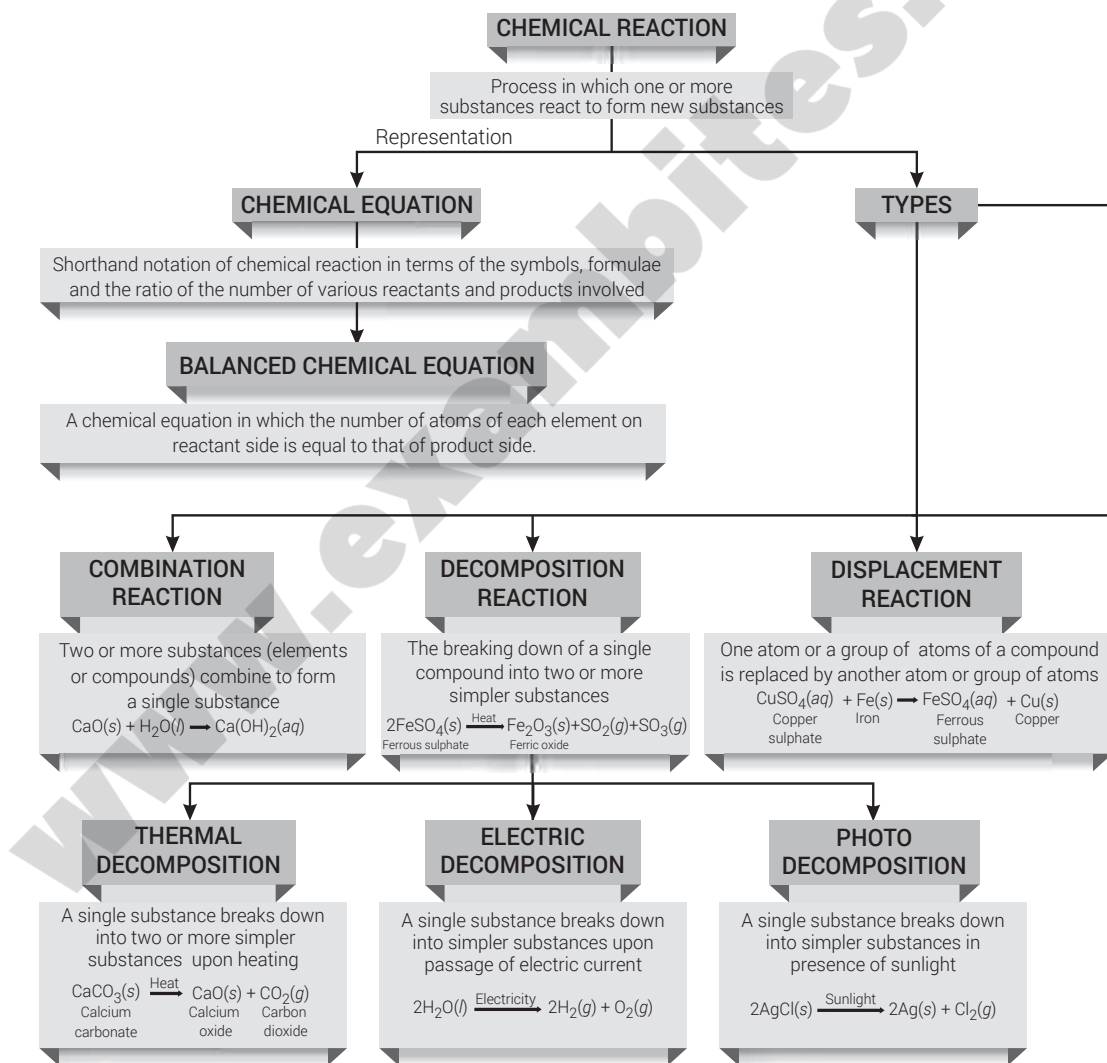 CHEMICAL REACTION
Process in which one or more
substances react to form new substances
Representation
CHEMICAL EQUATION
TYPES
Shorthand notation of chemical reaction in terms of the symbols, formulae
and the ratio of the number of various reactants and products involved
BALANCED CHEMICAL EQUATION
A chemical equation in which the number of atoms of each element on
reactant side is equal to that of product side.
COMBINATION
REACTION
Two or more substances (elements
or compounds) combine to form
a single substance
CaO(s) + H₂O(l) → Ca(OH)₂(aq)
DECOMPOSITION
REACTION
The breaking down of a single
compound into two or more
simpler substances
Heat
2FeSO₄(s) → Fe₂O₃(s)+SO₂(g)+SO₃(g)
Ferrous sulphate Ferric oxide
DISPLACEMENT
REACTION
One atom or a group of atoms of a compound
is replaced by another atom or group of atoms
CuSO₄(aq) + Fe(s) → FeSO₄(aq) + Cu(s)
Copper Iron Ferrous Copper
sulphate sulphate
THERMAL
DECOMPOSITION
A single substance breaks down
into two or more simpler
substances upon heating
Heat
CaCO₃(s) → CaO(s) + CO₂(g)
Calcium Calcium Carbon
carbonate oxide dioxide
ELECTRIC
DECOMPOSITION
A single substance breaks down
into simpler substances upon
passage of electric current
Electricity
2H₂O(l) → 2H₂(g) + O₂(g)
PHOTO
DECOMPOSITION
A single substance breaks down
into simpler substances in
presence of sunlight
Sunlight
2AgCl(s) → 2Ag(s) + Cl₂(g)
www.exambites.